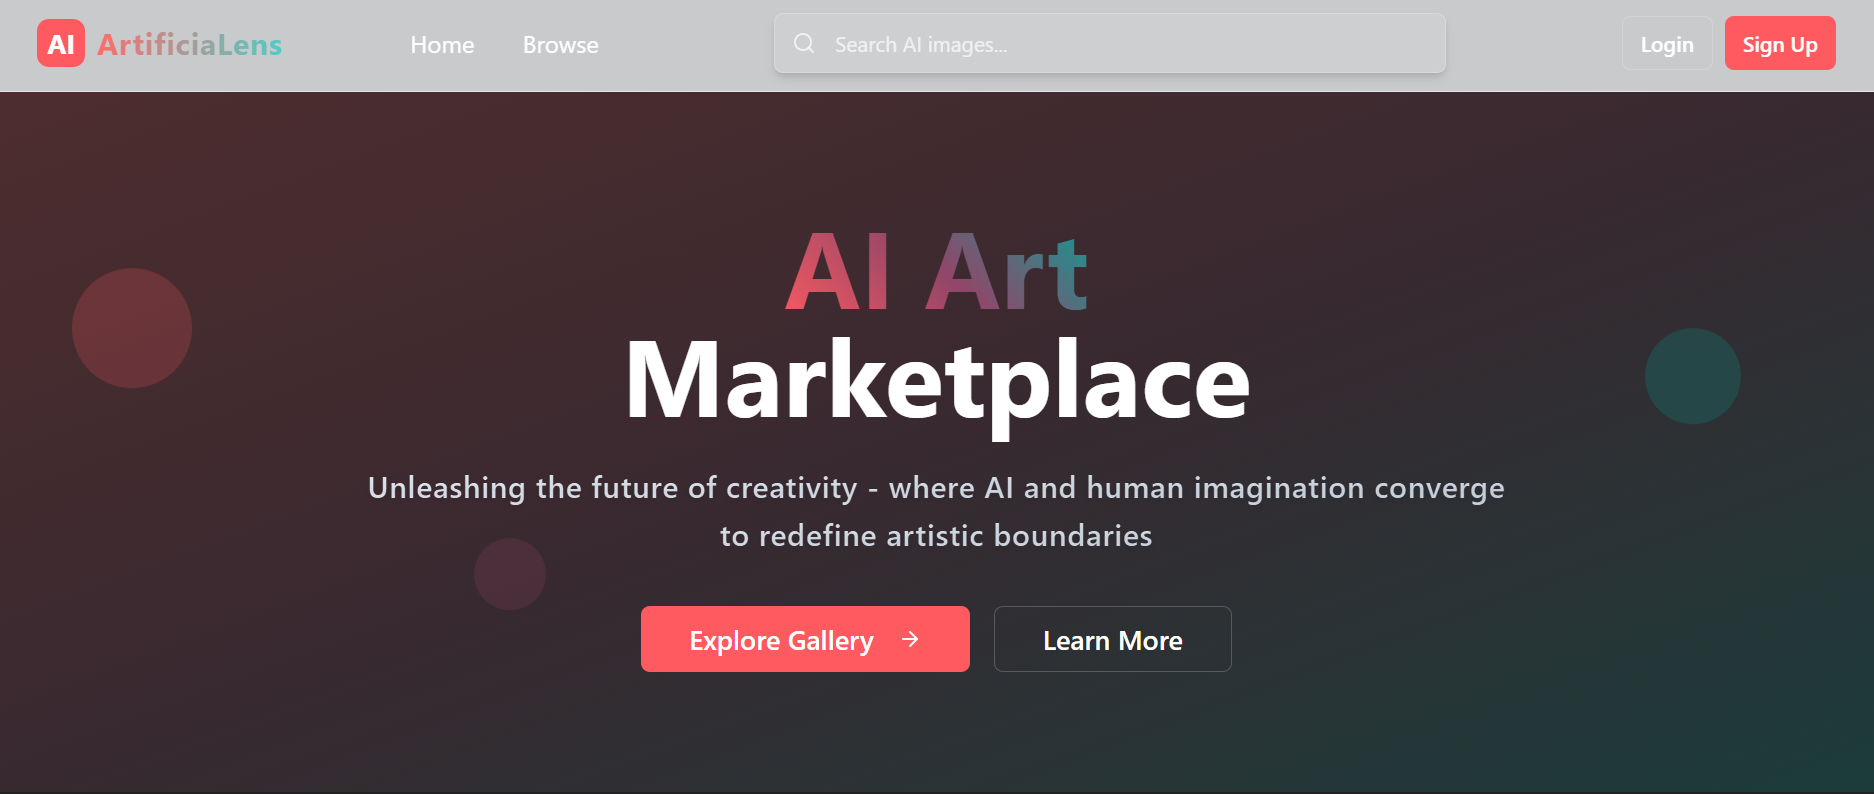 AI ArtificiaLens Home Browse Search AI images... Login Sign Up
AI Art
Marketplace
Unleashing the future of creativity - where AI and human imagination converge
to redefine artistic boundaries
Explore Gallery → Learn More